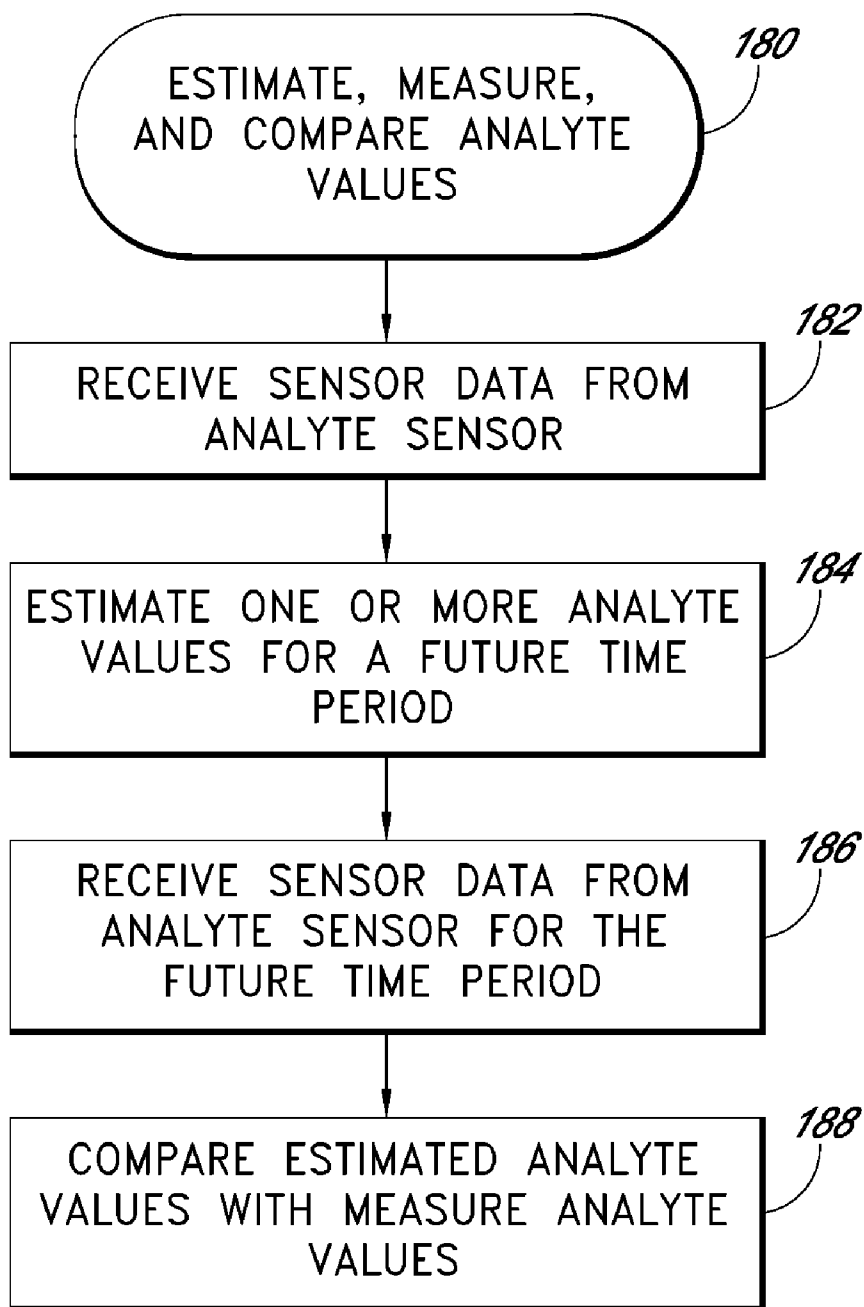 180
ESTIMATE, MEASURE,
AND COMPARE ANALYTE
VALUES
182
RECEIVE SENSOR DATA FROM
ANALYTE SENSOR
184
ESTIMATE ONE OR MORE ANALYTE
VALUES FOR A FUTURE TIME
PERIOD
186
RECEIVE SENSOR DATA FROM
ANALYTE SENSOR FOR THE
FUTURE TIME PERIOD
188
COMPARE ESTIMATED ANALYTE
VALUES WITH MEASURE ANALYTE
VALUES